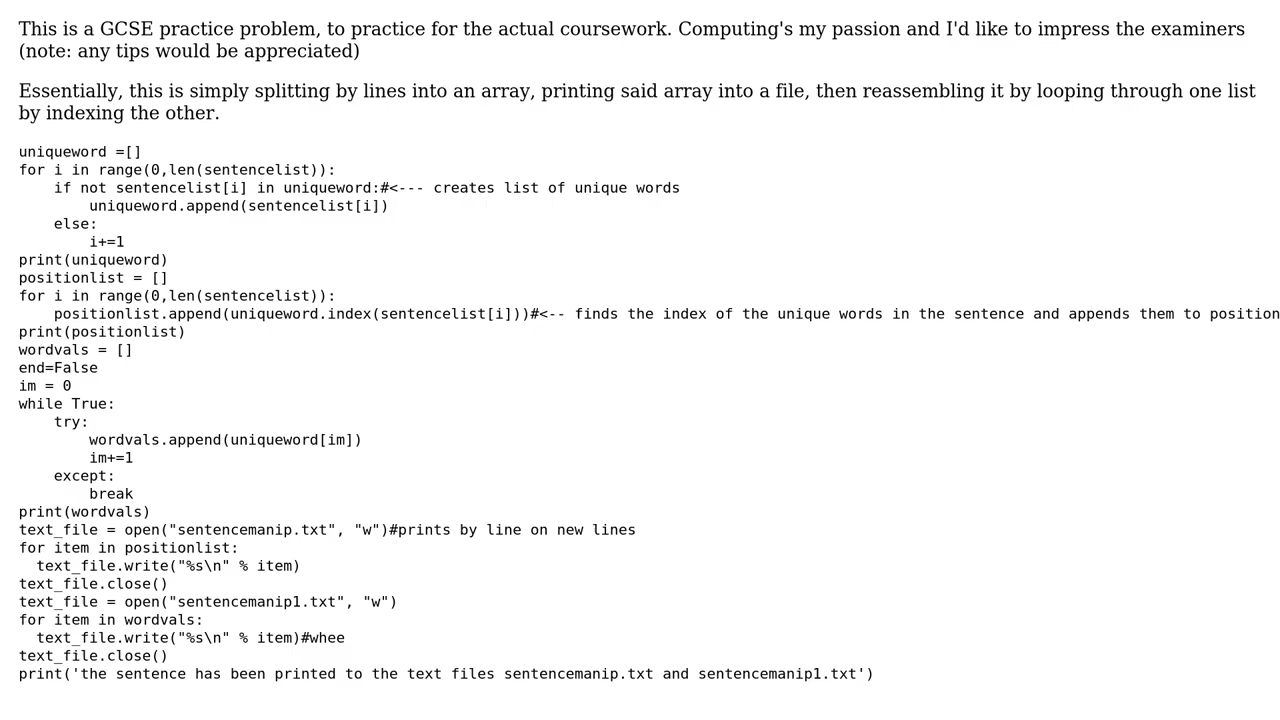 This is a GCSE practice problem, to practice for the actual coursework. Computing's my passion and I'd like to impress the examiners
(note: any tips would be appreciated)
Essentially, this is simply splitting by lines into an array, printing said array into a file, then reassembling it by looping through one list
by indexing the other.
uniqueword =[]
for i in range(0,len(sentencelist)):
    if not sentencelist[i] in uniqueword:#<--- creates list of unique words
        uniqueword.append(sentencelist[i])
    else:
        i+=1
print(uniqueword)
positionlist = []
for i in range(0,len(sentencelist)):
    positionlist.append(uniqueword.index(sentencelist[i]))#<-- finds the index of the unique words in the sentence and appends them to position
print(positionlist)
wordvals = []
end=False
im = 0
while True:
    try:
        wordvals.append(uniqueword[im])
        im+=1
    except:
        break
print(wordvals)
text_file = open("sentencemanip.txt", "w")#prints by line on new lines
for item in positionlist:
  text_file.write("%s\n" % item)
text_file.close()
text_file = open("sentencemanip1.txt", "w")
for item in wordvals:
  text_file.write("%s\n" % item)#whee
text_file.close()
print('the sentence has been printed to the text files sentencemanip.txt and sentencemanip1.txt')